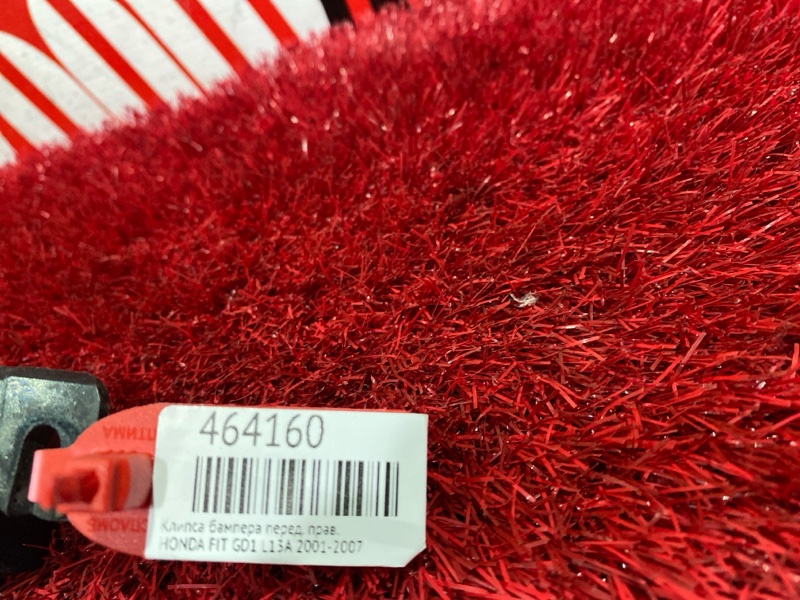 464160
Клипса бампера перед. прав.
HONDA FIT GD1 L13A 2001-2007